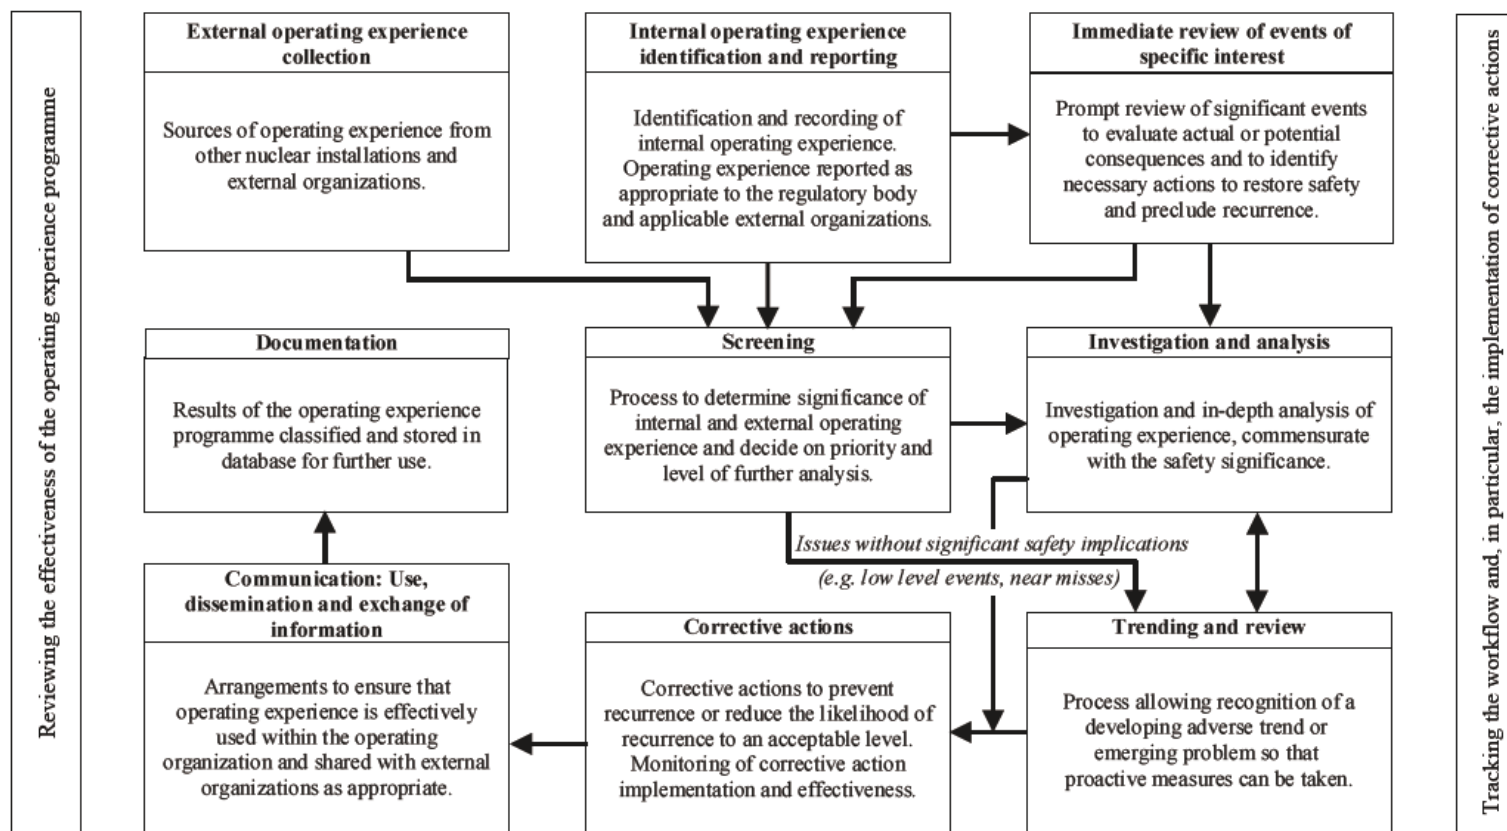 Reviewing the effectiveness of the operating experience programme
External operating experience
collection
Sources of operating experience from
other nuclear installations and
external organizations.
Internal operating experience
identification and reporting
Identification and recording of
internal operating experience.
Operating experience reported as
appropriate to the regulatory body
and applicable external organizations.
Immediate review of events of
specific interest
Prompt review of significant events
to evaluate actual or potential
consequences and to identify
necessary actions to restore safety
and preclude recurrence.
Documentation
Results of the operating experience
programme classified and stored in
database for further use.
Screening
Process to determine significance of
internal and external operating
experience and decide on priority and
level of further analysis.
Investigation and analysis
Investigation and in-depth analysis of
operating experience, commensurate
with the safety significance.
Issues without significant safety implications
(e.g. low level events, near misses)
Communication: Use,
dissemination and exchange of
information
Arrangements to ensure that
operating experience is effectively
used within the operating
organization and shared with external
organizations as appropriate.
Corrective actions
Corrective actions to prevent
recurrence or reduce the likelihood of
recurrence to an acceptable level.
Monitoring of corrective action
implementation and effectiveness.
Trending and review
Process allowing recognition of a
developing adverse trend or
emerging problem so that
proactive measures can be taken.
Tracking the workflow and, in particular, the implementation of corrective actions